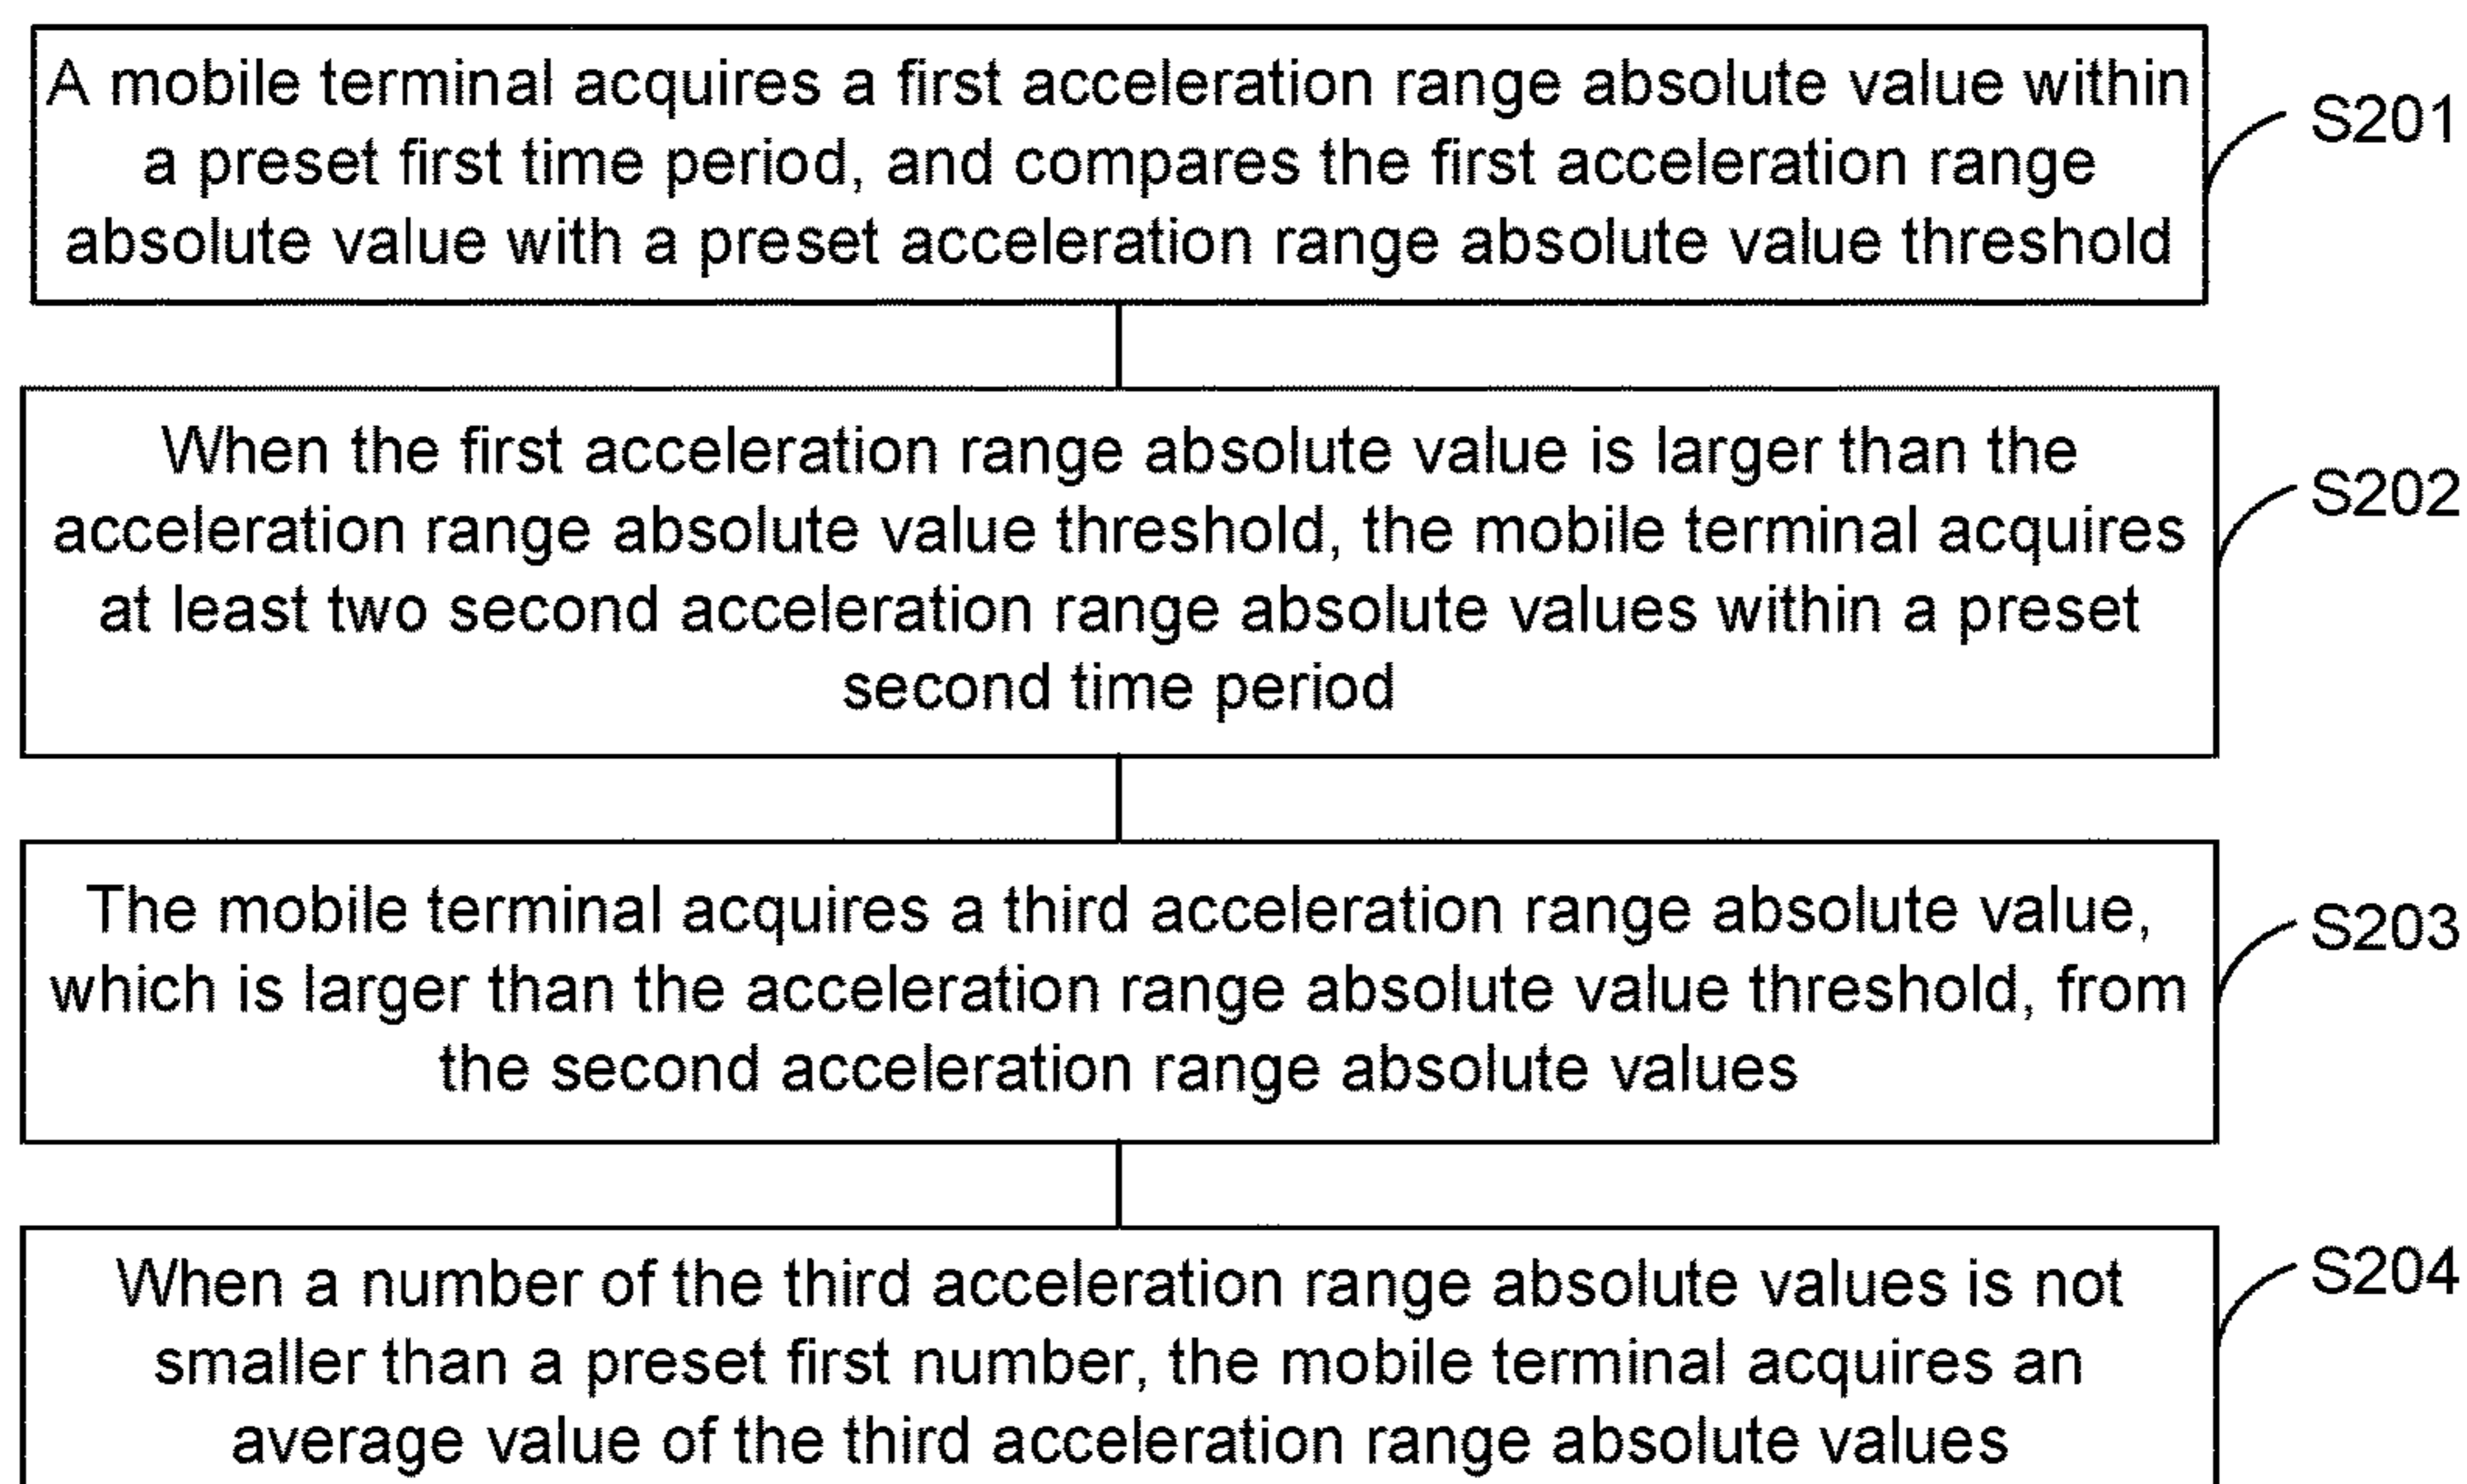 A mobile terminal acquires a first acceleration range absolute value within
a preset first time period, and compares the first acceleration range
absolute value with a preset acceleration range absolute value threshold
S201
When the first acceleration range absolute value is larger than the
acceleration range absolute value threshold, the mobile terminal acquires
at least two second acceleration range absolute values within a preset
second time period
S202
The mobile terminal acquires a third acceleration range absolute value,
which is larger than the acceleration range absolute value threshold, from
the second acceleration range absolute values
S203
When a number of the third acceleration range absolute values is not
smaller than a preset first number, the mobile terminal acquires an
average value of the third acceleration range absolute values
S204